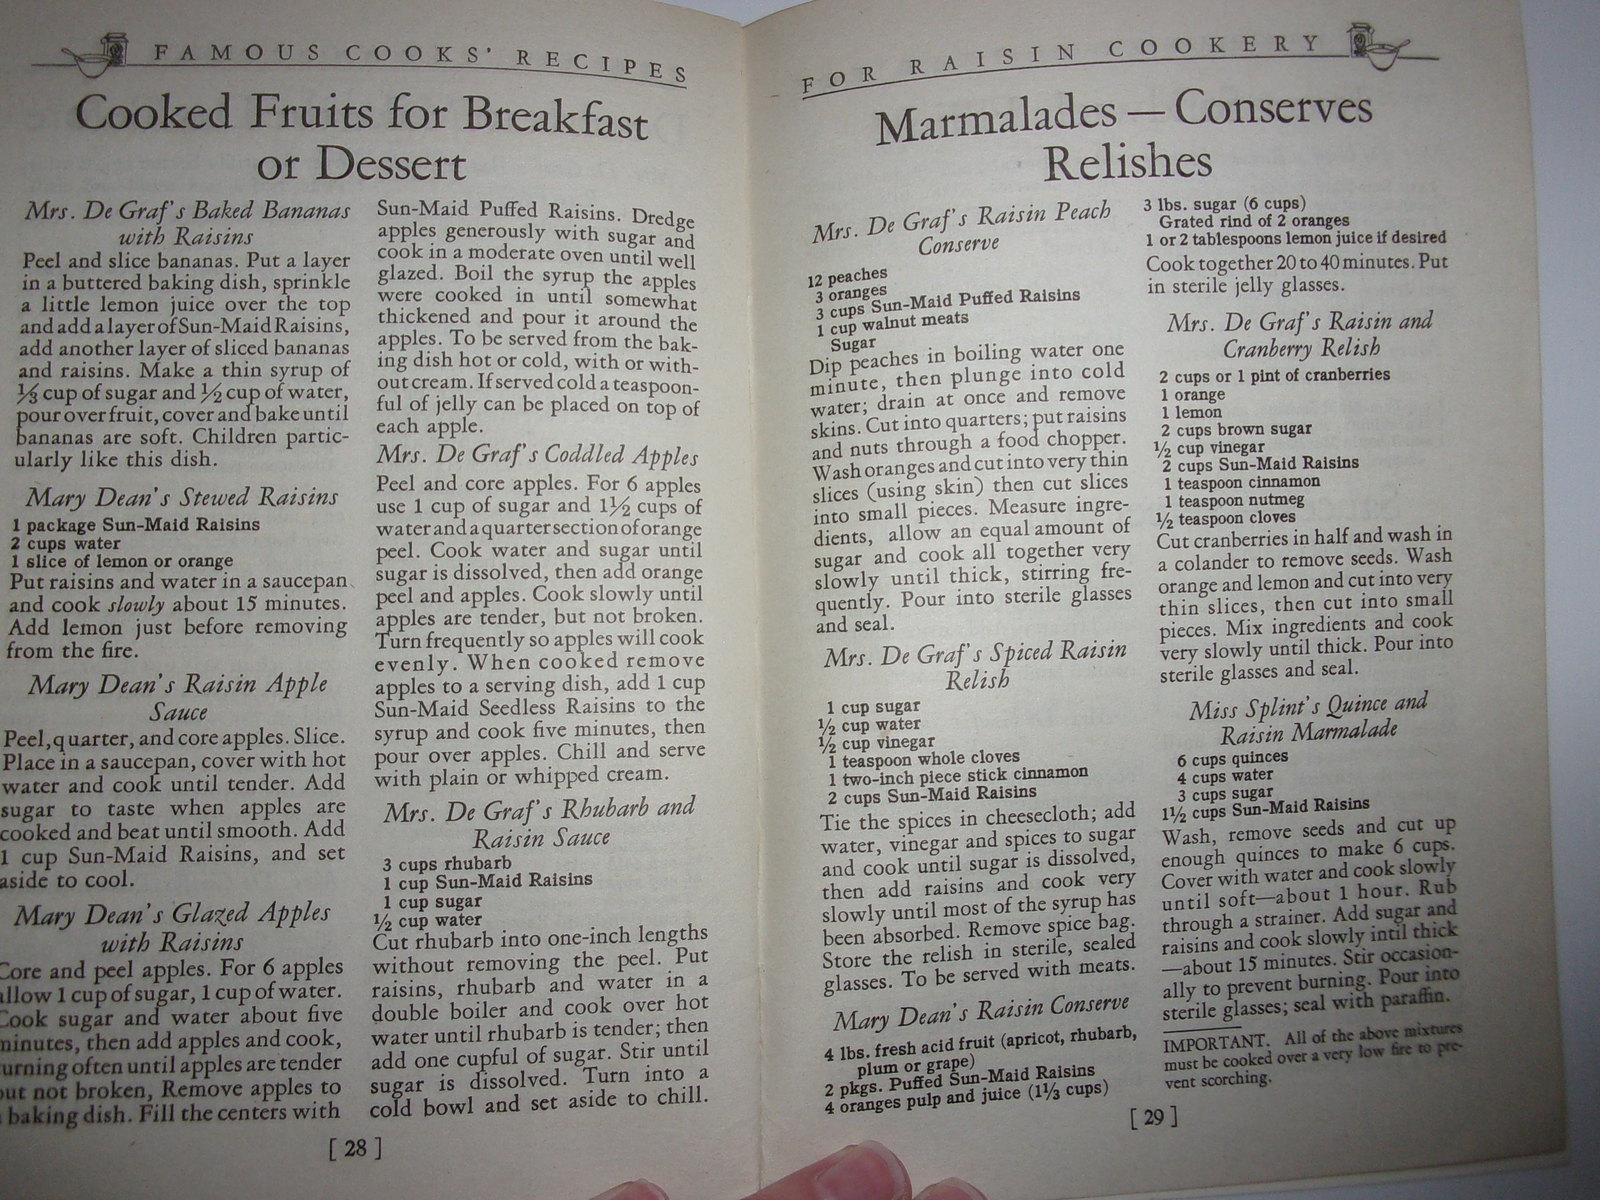 FAMOUS COOKS' RECIPES
Cooked Fruits for Breakfast
or Dessert
Mrs. De Graf's Baked Bananas
with Raisins
Peel and slice bananas. Put a layer
in a buttered baking dish, sprinkle
a little lemon juice over the top
and add a layer of Sun-Maid Raisins,
add another layer of sliced bananas
and raisins. Make a thin syrup of
⅓ cup of sugar and ½ cup of water,
pour over fruit, cover and bake until
bananas are soft. Children partic-
ularly like this dish.
Mary Dean's Stewed Raisins
1 package Sun-Maid Raisins
2 cups water
1 slice of lemon or orange
Put raisins and water in a saucepan
and cook slowly about 15 minutes.
Add lemon just before removing
from the fire.
Mary Dean's Raisin Apple
Sauce
Peel, quarter, and core apples. Slice.
Place in a saucepan, cover with hot
water and cook until tender. Add
sugar to taste when apples are
cooked and beat until smooth. Add
1 cup Sun-Maid Raisins, and set
aside to cool.
Mary Dean's Glazed Apples
with Raisins
Core and peel apples. For 6 apples
allow 1 cup of sugar, 1 cup of water.
Cook sugar and water about five
minutes, then add apples and cook,
turning often until apples are tender
but not broken, Remove apples to
a baking dish. Fill the centers with
Sun-Maid Puffed Raisins. Dredge
apples generously with sugar and
cook in a moderate oven until well
glazed. Boil the syrup the apples
were cooked in until somewhat
thickened and pour it around the
apples. To be served from the bak-
ing dish hot or cold, with or with-
out cream. If served cold a teaspoon-
ful of jelly can be placed on top of
each apple.
Mrs. De Graf's Coddled Apples
Peel and core apples. For 6 apples
use 1 cup of sugar and 1½ cups of
water and a quarter section of orange
peel. Cook water and sugar until
sugar is dissolved, then add orange
peel and apples. Cook slowly until
apples are tender, but not broken.
Turn frequently so apples will cook
evenly. When cooked remove
apples to a serving dish, add 1 cup
Sun-Maid Seedless Raisins to the
syrup and cook five minutes, then
pour over apples. Chill and serve
with plain or whipped cream.
Mrs. De Graf's Rhubarb and
Raisin Sauce
3 cups rhubarb
1 cup Sun-Maid Raisins
1 cup sugar
½ cup water
Cut rhubarb into one-inch lengths
without removing the peel. Put
raisins, rhubarb and water in a
double boiler and cook over hot
water until rhubarb is tender; then
add one cupful of sugar. Stir until
sugar is dissolved. Turn into a
cold bowl and set aside to chill.
[ 28 ]
FOR RAISIN COOKERY
Marmalades — Conserves
Relishes
Mrs. De Graf's Raisin Peach
Conserve
12 peaches
3 oranges
3 cups Sun-Maid Puffed Raisins
1 cup walnut meats
Sugar
Dip peaches in boiling water one
minute, then plunge into cold
water; drain at once and remove
skins. Cut into quarters; put raisins
and nuts through a food chopper.
Wash oranges and cut into very thin
slices (using skin) then cut slices
into small pieces. Measure ingre-
dients, allow an equal amount of
sugar and cook all together very
slowly until thick, stirring fre-
quently. Pour into sterile glasses
and seal.
Mrs. De Graf's Spiced Raisin
Relish
1 cup sugar
½ cup water
½ cup vinegar
1 teaspoon whole cloves
1 two-inch piece stick cinnamon
2 cups Sun-Maid Raisins
Tie the spices in cheesecloth; add
water, vinegar and spices to sugar
and cook until sugar is dissolved,
then add raisins and cook very
slowly until most of the syrup has
been absorbed. Remove spice bag.
Store the relish in sterile, sealed
glasses. To be served with meats.
Mary Dean's Raisin Conserve
4 lbs. fresh acid fruit (apricot, rhubarb,
plum or grape)
2 pkgs. Puffed Sun-Maid Raisins
4 oranges pulp and juice (1⅓ cups)
3 lbs. sugar (6 cups)
Grated rind of 2 oranges
1 or 2 tablespoons lemon juice if desired
Cook together 20 to 40 minutes. Put
in sterile jelly glasses.
Mrs. De Graf's Raisin and
Cranberry Relish
2 cups or 1 pint of cranberries
1 orange
1 lemon
2 cups brown sugar
½ cup vinegar
2 cups Sun-Maid Raisins
1 teaspoon cinnamon
1 teaspoon nutmeg
½ teaspoon cloves
Cut cranberries in half and wash in
a colander to remove seeds. Wash
orange and lemon and cut into very
thin slices, then cut into small
pieces. Mix ingredients and cook
very slowly until thick. Pour into
sterile glasses and seal.
Miss Splint's Quince and
Raisin Marmalade
6 cups quinces
4 cups water
3 cups sugar
1½ cups Sun-Maid Raisins
Wash, remove seeds and cut up
enough quinces to make 6 cups.
Cover with water and cook slowly
until soft—about 1 hour. Rub
through a strainer. Add sugar and
raisins and cook slowly intil thick
—about 15 minutes. Stir occasion-
ally to prevent burning. Pour into
sterile glasses; seal with paraffin.
IMPORTANT. All of the above mixtures
must be cooked over a very low fire to pre-
vent scorching.
[ 29 ]